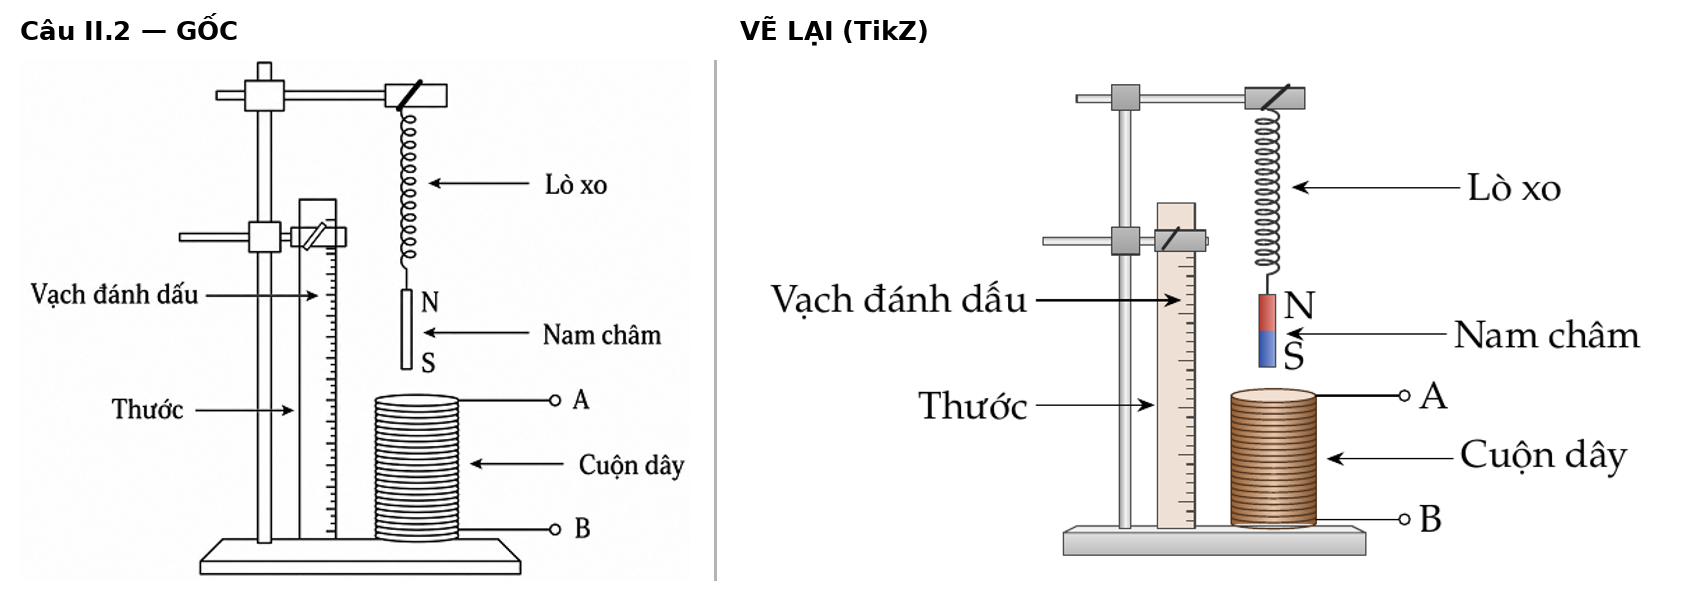 Câu II.2 — GỐC
Lò xo
Vạch đánh dấu
N
Nam châm
S
A
Thước
Cuộn dây
B
VẼ LẠI (TikZ)
Lò xo
Vạch đánh dấu
N
Nam châm
S
A
Thước
Cuộn dây
B